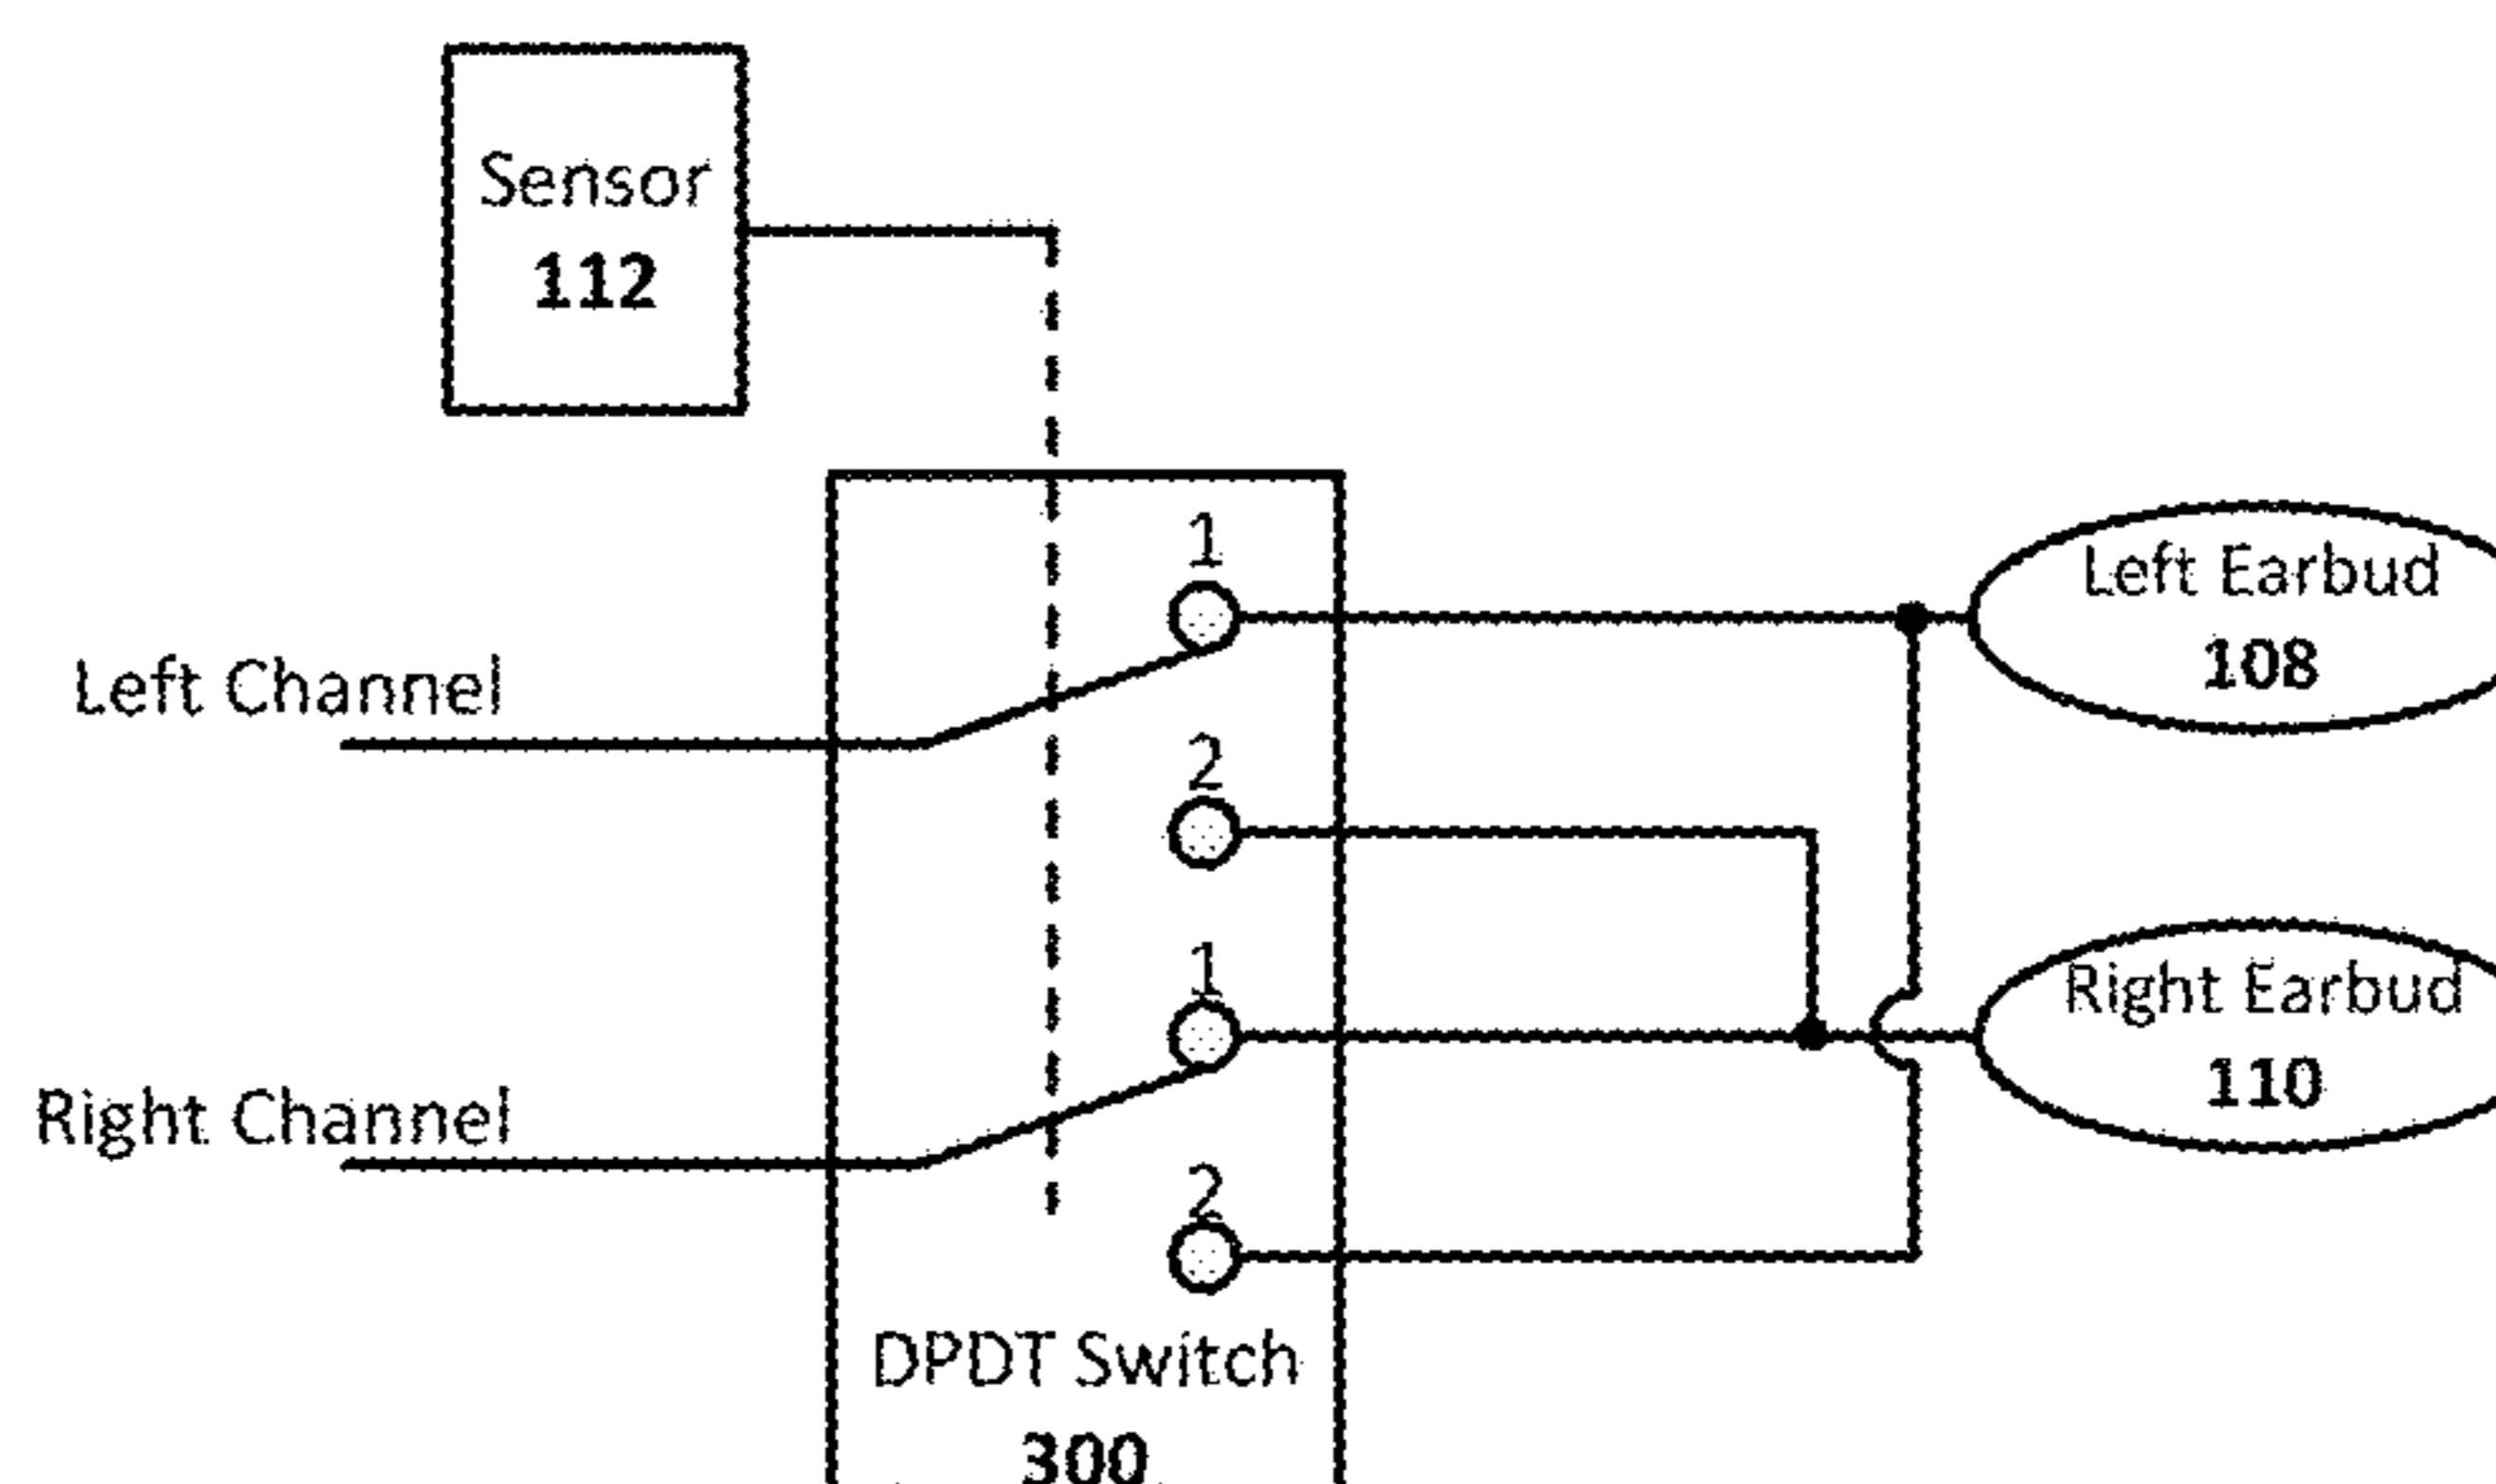 Sensor
112
1
Left Earbud
108
Left Channel
2
1
Right Earbud
110
Right Channel
2
DPDT Switch
300